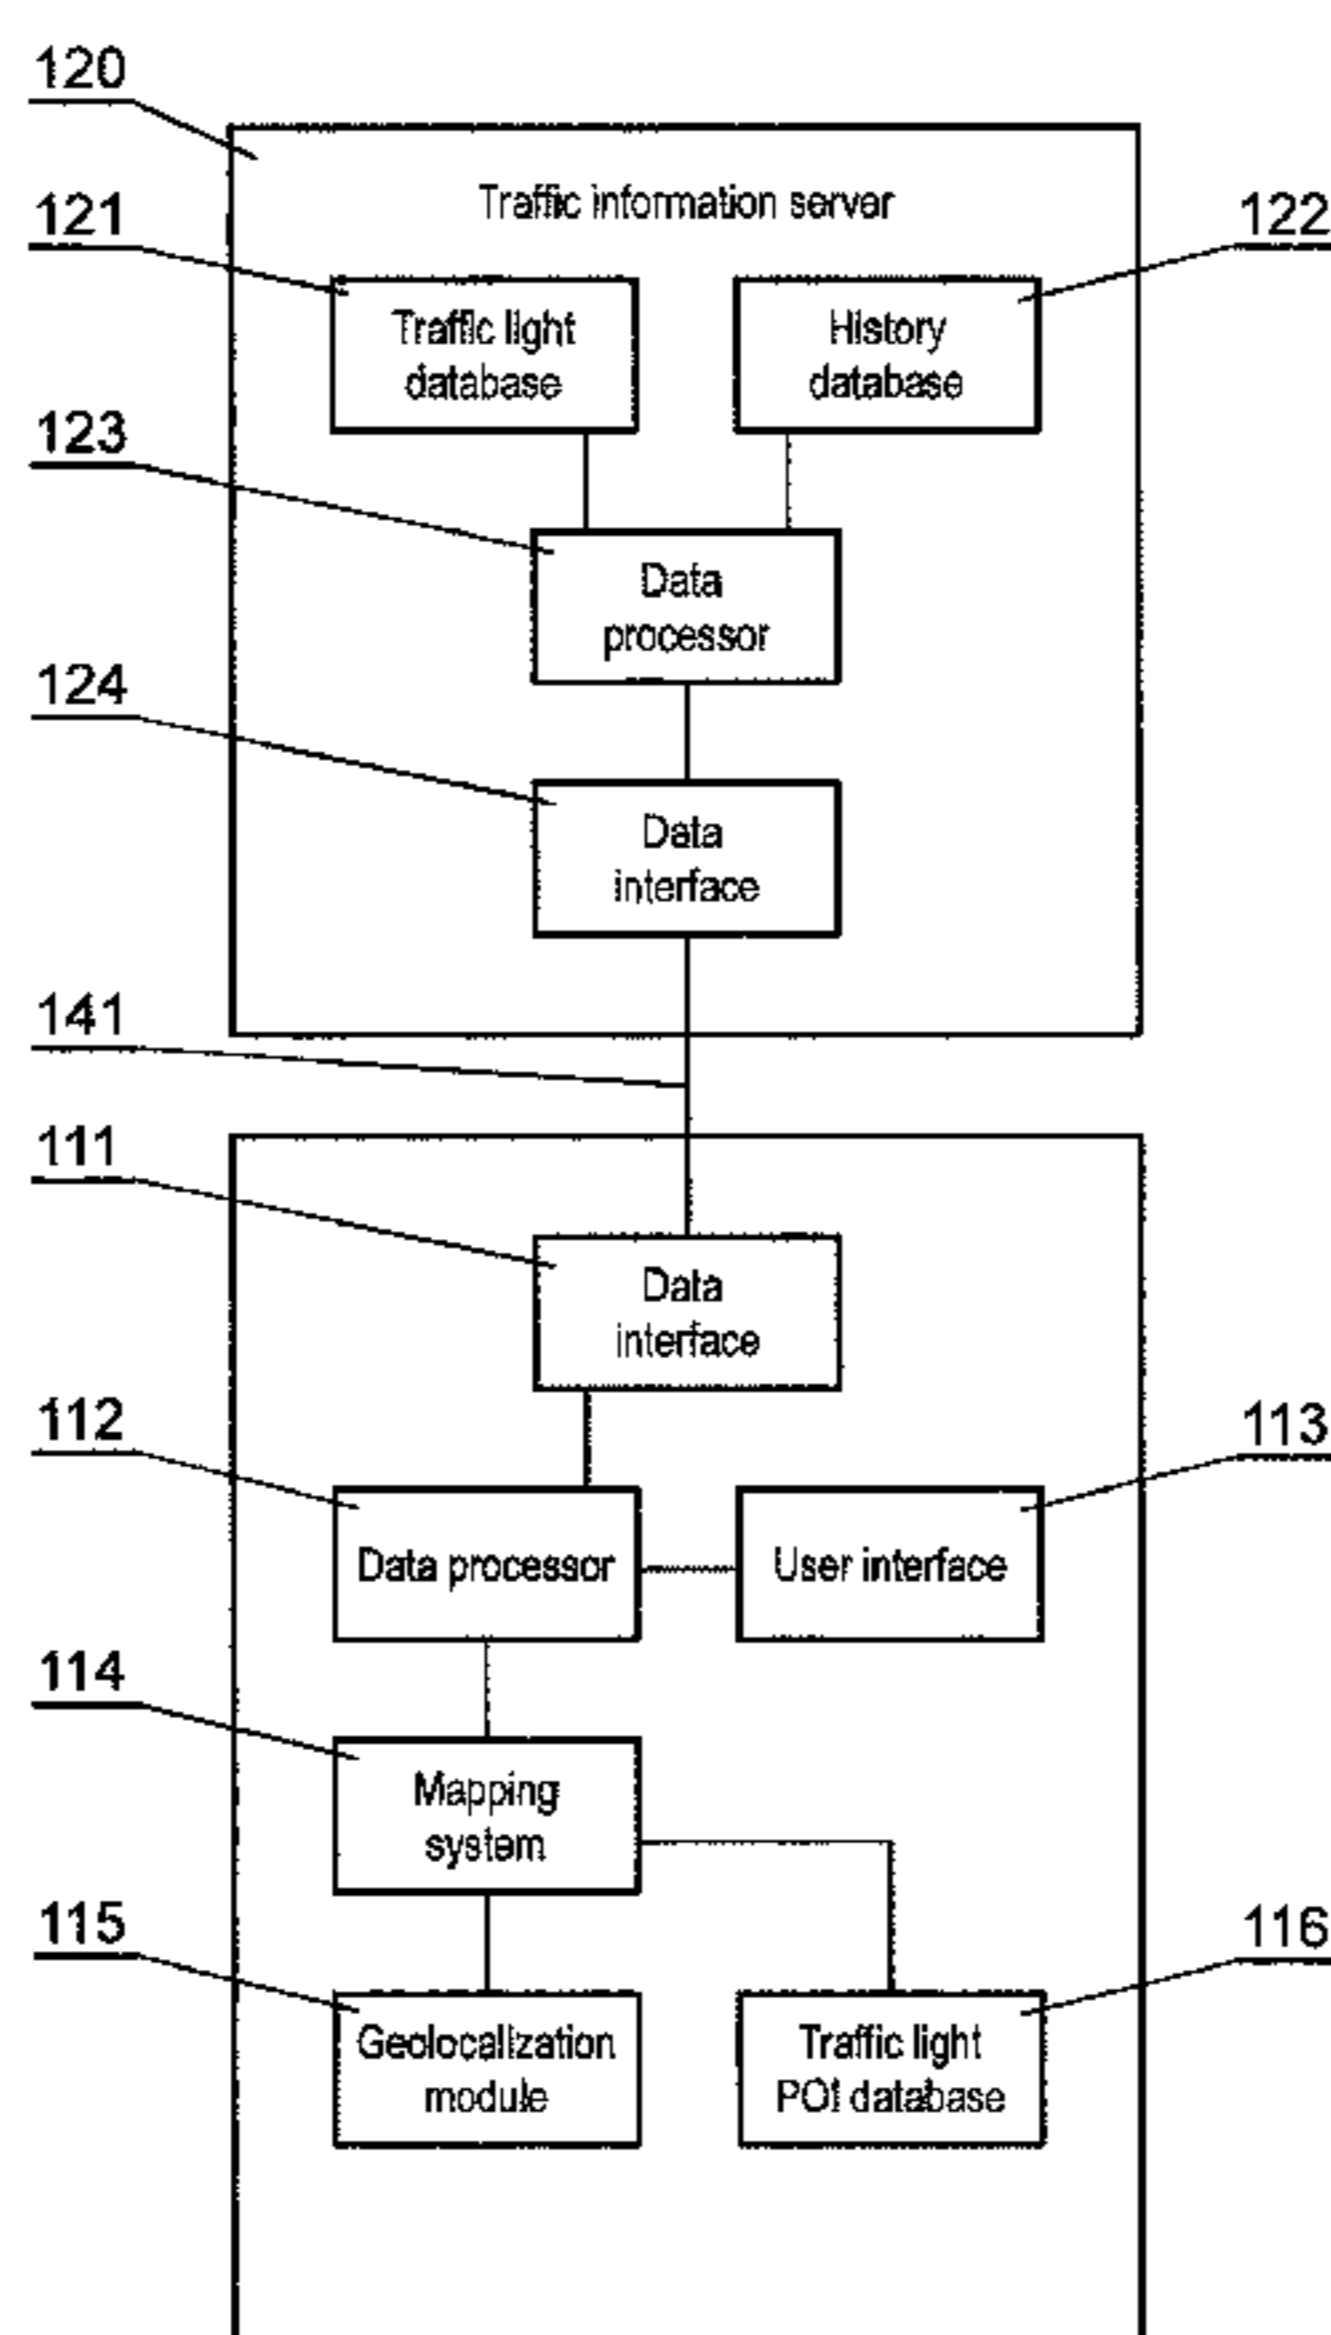 120
Traffic information server
121
122
Traffic light
database
History
database
123
Data
processor
124
Data
interface
141
111
Data
interface
112
113
Data processor
User interface
114
Mapping
system
115
116
Geolocalization
module
Traffic light
POI database